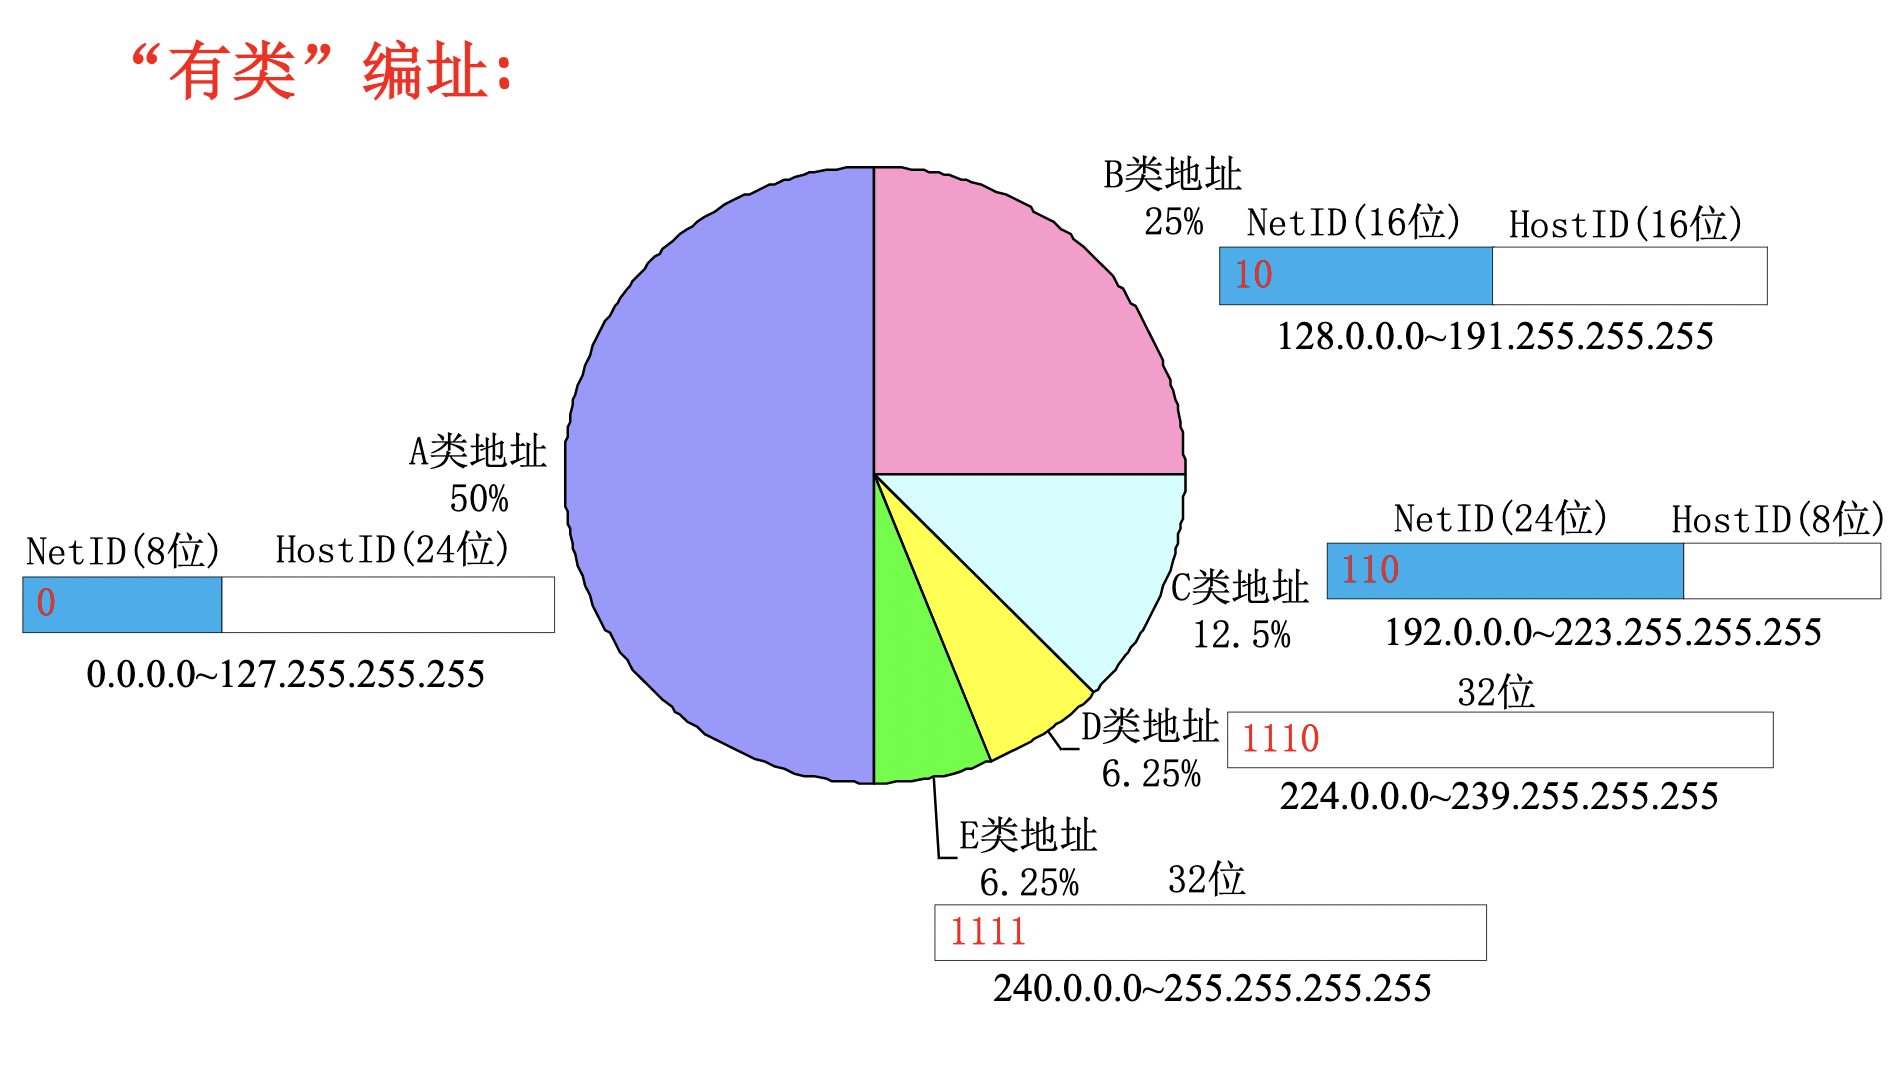 “有类”编址:
B类地址
25%
NetID(16位) HostID(16位)
10
128.0.0.0~191.255.255.255
A类地址
50%
NetID(8位) HostID(24位)
0
0.0.0.0~127.255.255.255
C类地址
12.5%
NetID(24位) HostID(8位)
110
192.0.0.0~223.255.255.255
D类地址
6.25%
32位
1110
224.0.0.0~239.255.255.255
E类地址
6.25%
32位
1111
240.0.0.0~255.255.255.255